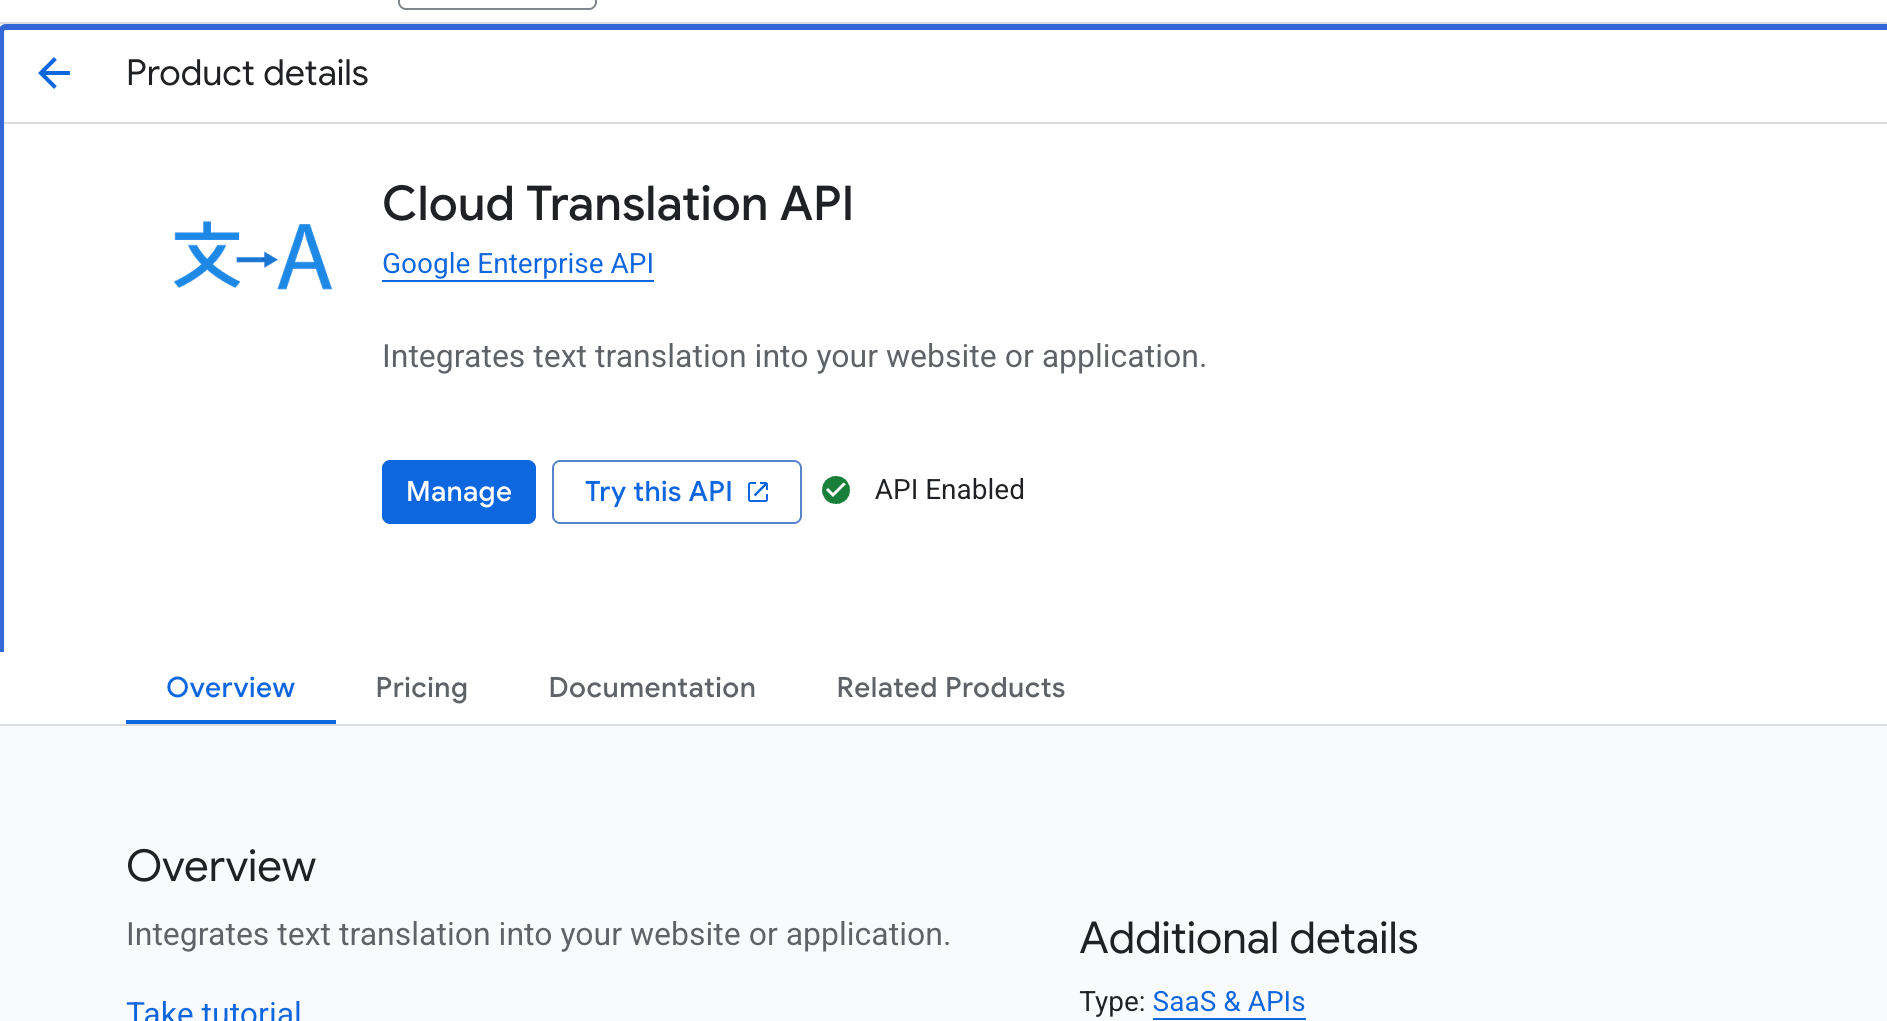 Product details
文→A
Cloud Translation API
Google Enterprise API
Integrates text translation into your website or application.
Manage
Try this API
API Enabled
Overview
Pricing
Documentation
Related Products
Overview
Integrates text translation into your website or application.
Take tutorial
Additional details
Type: SaaS & APIs